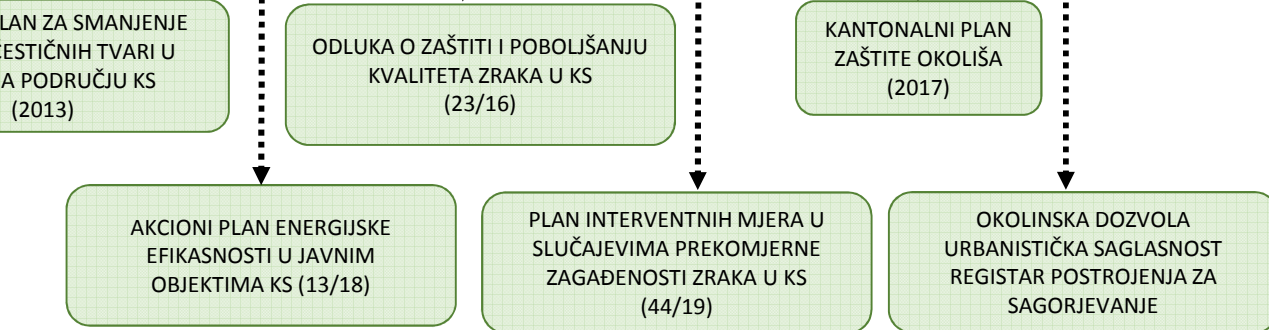 LAN ZA SMANJENJE
ČESTIČNIH TVARI U
A PODRUČJU KS
(2013)
ODLUKA O ZAŠTITI I POBOLJŠANJU
KVALITETA ZRAKA U KS
(23/16)
KANTONALNI PLAN
ZAŠTITE OKOLIŠA
(2017)
AKCIONI PLAN ENERGIJSKE
EFIKASNOSTI U JAVNIM
OBJEKTIMA KS (13/18)
PLAN INTERVENTNIH MJERA U
SLUČAJEVIMA PREKOMJERNE
ZAGAĐENOSTI ZRAKA U KS
(44/19)
OKOLINSKA DOZVOLA
URBANISTIČKA SAGLASNOST
REGISTAR POSTROJENJA ZA
SAGORJEVANJE